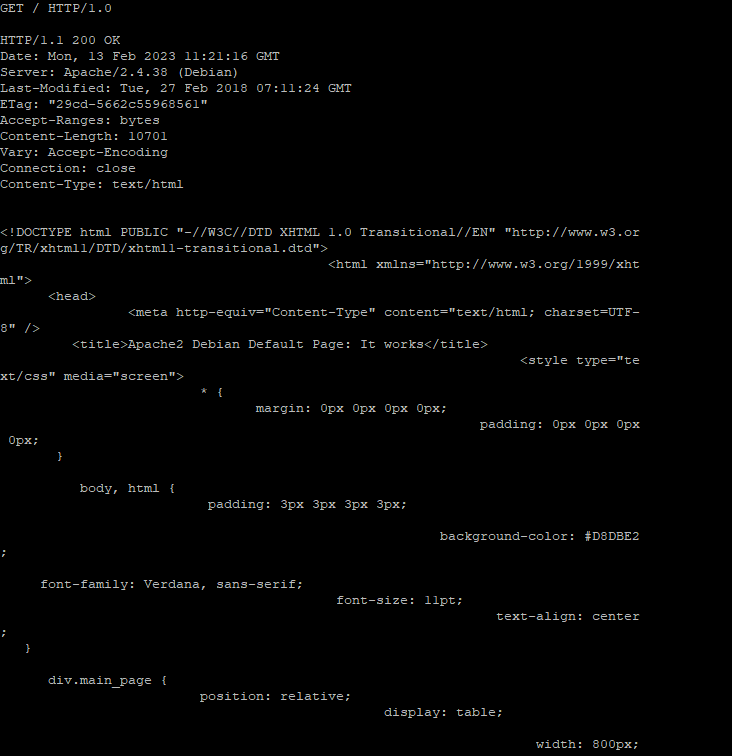 GET / HTTP/1.0
HTTP/1.1 200 OK
Date: Mon, 13 Feb 2023 11:21:16 GMT
Server: Apache/2.4.38 (Debian)
Last-Modified: Tue, 27 Feb 2018 07:11:24 GMT
ETag: "29cd-5662c55968561"
Accept-Ranges: bytes
Content-Length: 10701
Vary: Accept-Encoding
Connection: close
Content-Type: text/html
<!DOCTYPE html PUBLIC "-//W3C//DTD XHTML 1.0 Transitional//EN" "http://www.w3.or
g/TR/xhtml1/DTD/xhtml1-transitional.dtd">
<html xmlns="http://www.w3.org/1999/xht
ml">
<head>
<meta http-equiv="Content-Type" content="text/html; charset=UTF-
8" />
<title>Apache2 Debian Default Page: It works</title>
<style type="te
xt/css" media="screen">
* {
margin: 0px 0px 0px 0px;
padding: 0px 0px 0px
0px;
}
body, html {
padding: 3px 3px 3px 3px;
background-color: #D8DBE2
;
font-family: Verdana, sans-serif;
font-size: 11pt;
text-align: center
;
}
div.main_page {
position: relative;
display: table;
width: 800px;